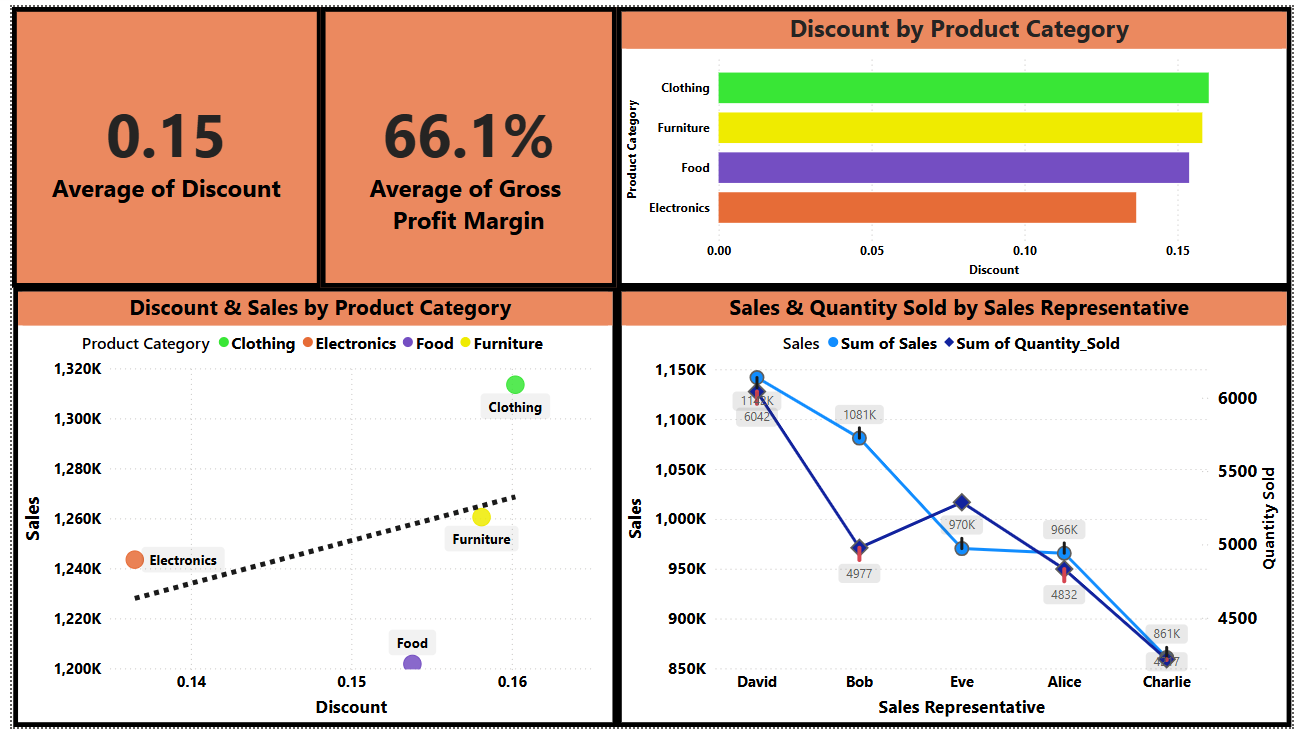 0.15
Average of Discount
66.1%
Average of Gross
Profit Margin
Discount by Product Category
Product Category
Clothing
Furniture
Food
Electronics
0.00 0.05 0.10 0.15
Discount
Discount & Sales by Product Category
Product Category Clothing Electronics Food Furniture
Sales
1,320K
1,300K
1,280K
1,260K
1,240K
1,220K
1,200K
Clothing
Furniture
Electronics
Food
0.14 0.15 0.16
Discount
Sales & Quantity Sold by Sales Representative
Sales Sum of Sales Sum of Quantity_Sold
Sales
1,150K
1,100K
1,050K
1,000K
950K
900K
850K
6042
1081K
4977
970K
966K
4832
861K
6000
5500
5000
4500
Quantity Sold
David Bob Eve Alice Charlie
Sales Representative